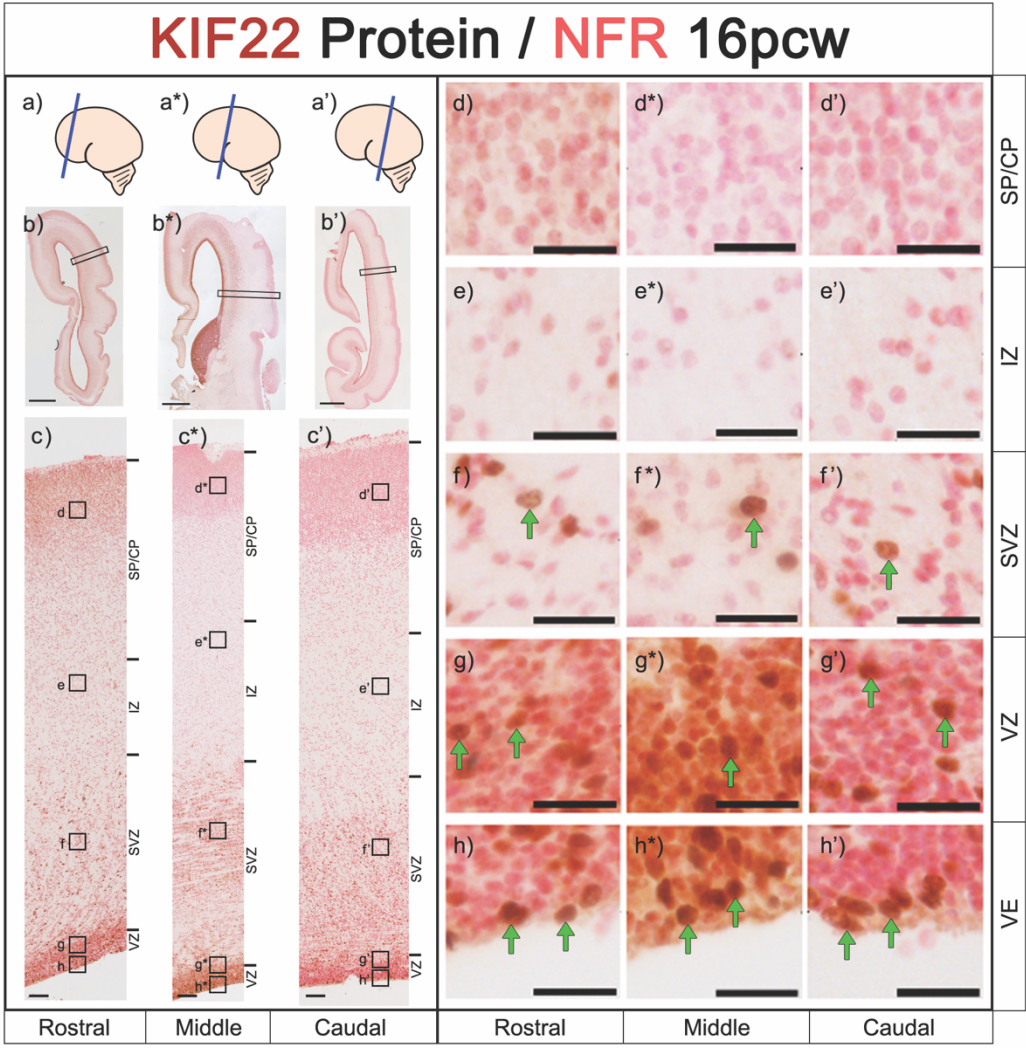 KIF22 Protein / NFR 16pcw
a)
a*)
a')
b)
b*)
b')
c)
c*)
c')
d
e
f
g
h
SP/CP
IZ
SVZ
VZ
d*
e*
f*
g*
h*
SP/CP
IZ
SVZ
VZ
d'
e'
f'
g'
h'
SP/CP
IZ
SVZ
VZ
d)
d*)
d')
SP/CP
e)
e*)
e')
IZ
f)
f*)
f')
SVZ
g)
g*)
g')
VZ
h)
h*)
h')
VE
Rostral
Middle
Caudal
Rostral
Middle
Caudal